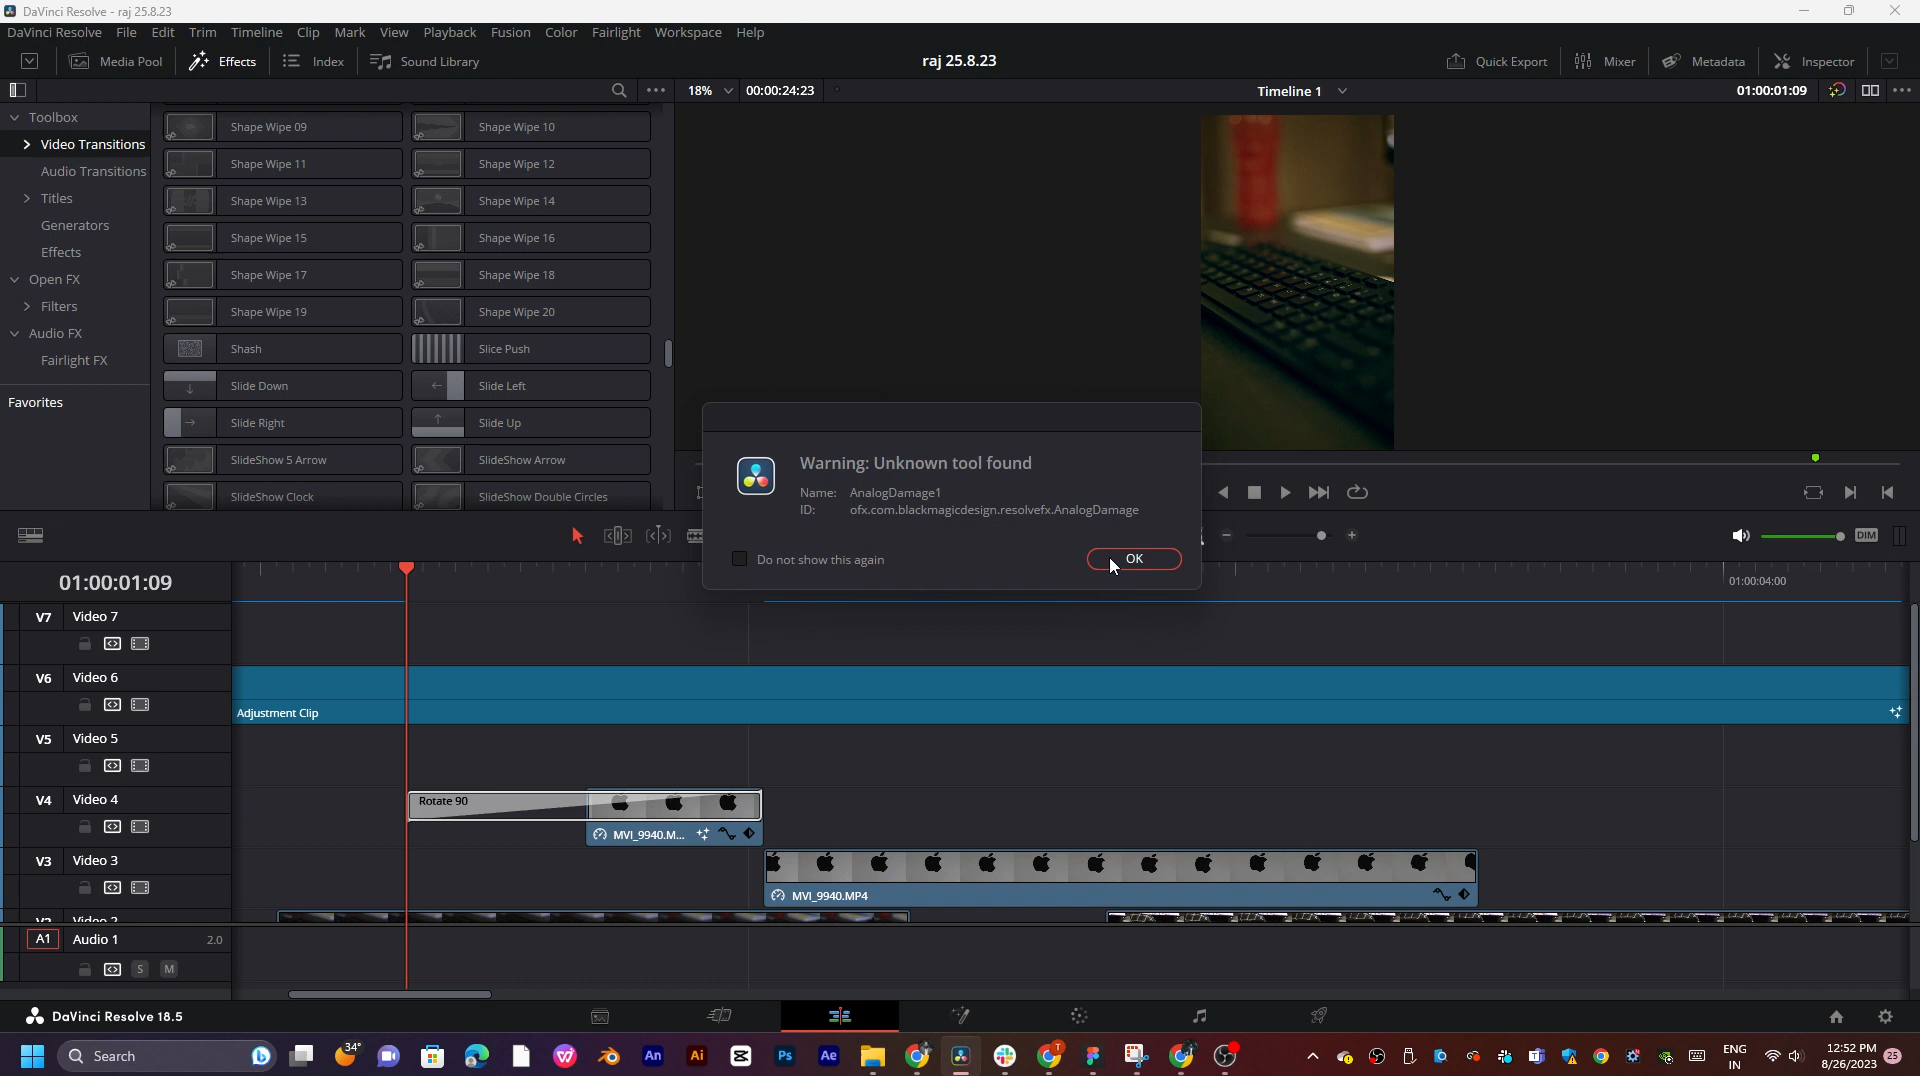 DaVinci Resolve - raj 25.8.23
DaVinci Resolve File Edit Trim Timeline Clip Mark View Playback Fusion Color Fairlight Workspace Help
Media Pool Effects Index Sound Library raj 25.8.23 Quick Export Mixer Metadata Inspector
18% 00:00:24:23 Timeline 1 01:00:01:09
Toolbox
Video Transitions
Audio Transitions
Titles
Generators
Effects
Open FX
Filters
Audio FX
Fairlight FX
Favorites
Shape Wipe 09 Shape Wipe 10
Shape Wipe 11 Shape Wipe 12
Shape Wipe 13 Shape Wipe 14
Shape Wipe 15 Shape Wipe 16
Shape Wipe 17 Shape Wipe 18
Shape Wipe 19 Shape Wipe 20
Shash Slice Push
Slide Down Slide Left
Slide Right Slide Up
SlideShow 5 Arrow SlideShow Arrow
SlideShow Clock SlideShow Double Circles
Warning: Unknown tool found
Name: AnalogDamage1
ID: ofx.com.blackmagicdesign.resolvefx.AnalogDamage
Do not show this again OK
DIM
01:00:01:09 01:00:04:00
V7 Video 7
V6 Video 6
Adjustment Clip
V5 Video 5
V4 Video 4
Rotate 90
MVI_9940.M...
V3 Video 3
MVI_9940.MP4
V2 Video 2
A1 Audio 1 2.0
S M
DaVinci Resolve 18.5
Search 34° An Ai Ps Ae T ENG IN 12:52 PM 8/26/2023 25